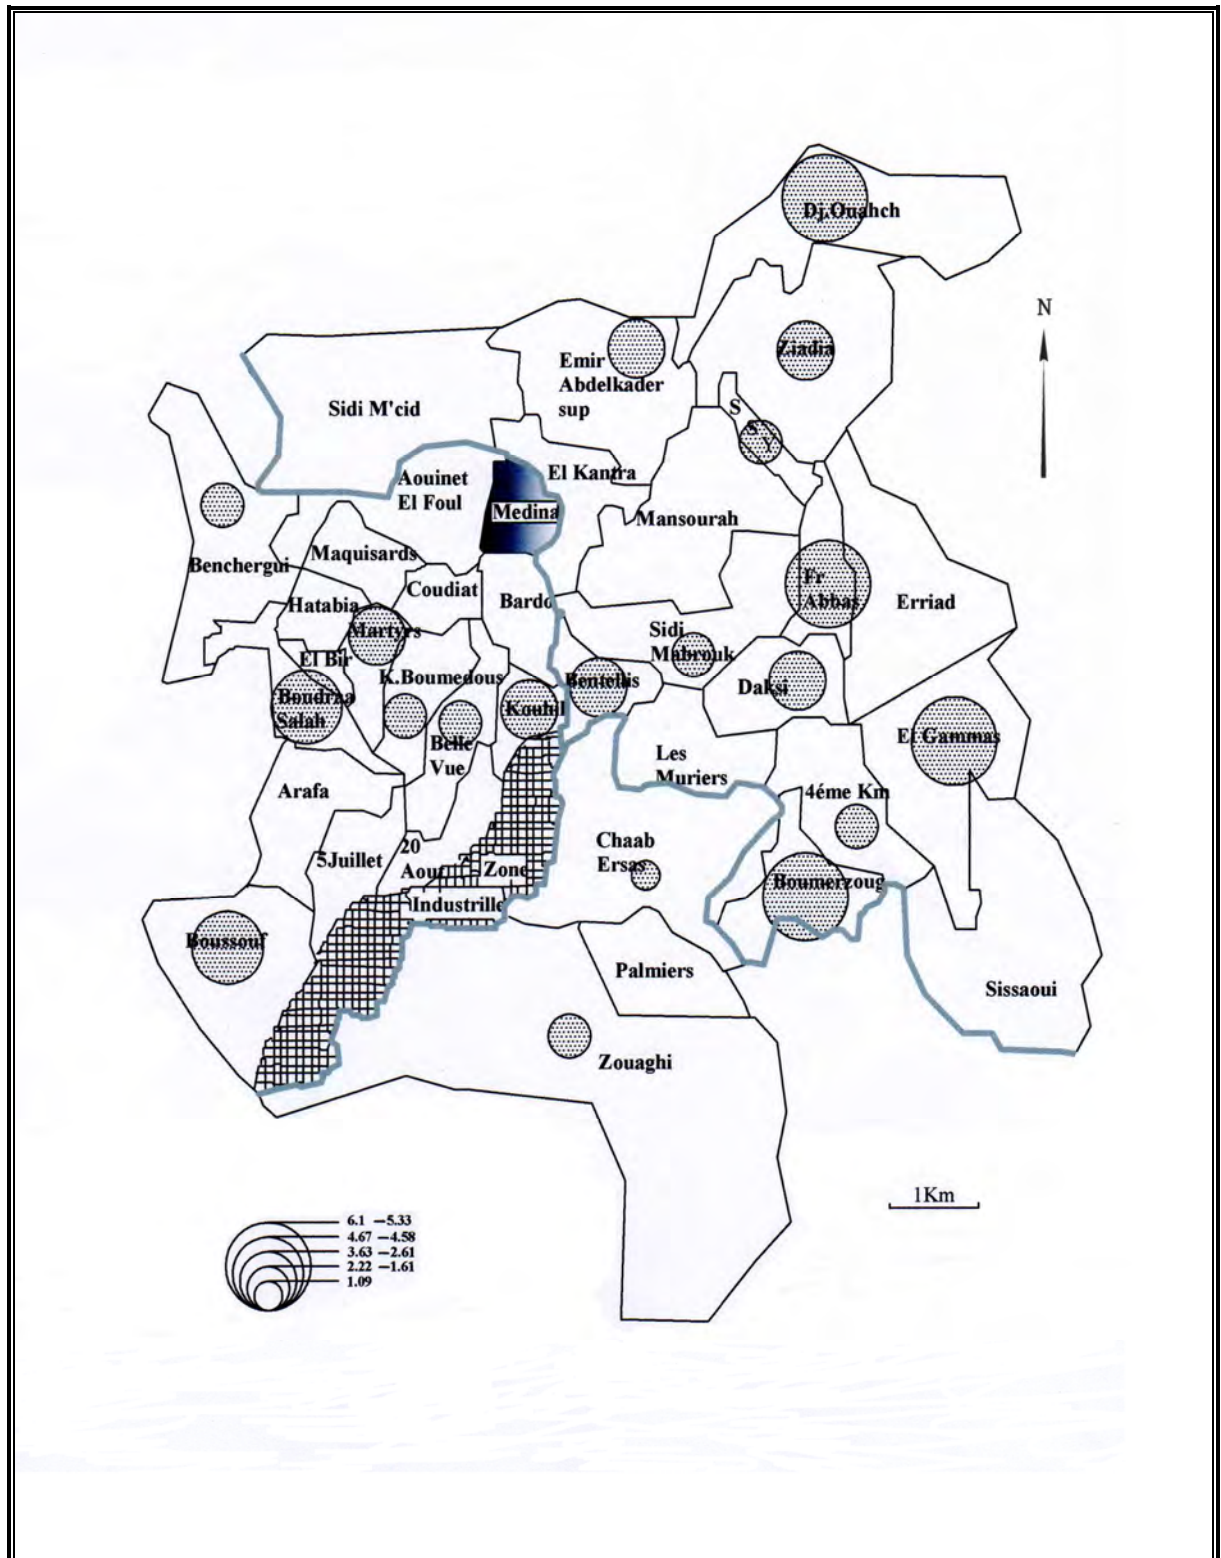 Dj.Ouahch
N
Ziadia
Emir
Abdelkader
sup
Sidi M'cid
S
S
Y
El Kantra
Aouinet
El Foul
Medina
Mansourah
Maquisards
Benchergui
Coudiat
Fr
Abbas
Erriad
Hatabia
Bardo
Martyrs
Sidi
Mabrouk
El Bir
K.Boumedous
Bentellis
Daksi
Boudraa
Salah
Kouhil
El Gammas
Belle
Vue
Les
Muriers
Arafa
4éme Km
5Juillet
20
Aout
Chaab
Ersas
Zone
Industrille
Boumerzoug
Boussouf
Palmiers
Sissaoui
Zouaghi
1Km
6.1 –5.33
4.67 –4.58
3.63 –2.61
2.22 –1.61
1.09